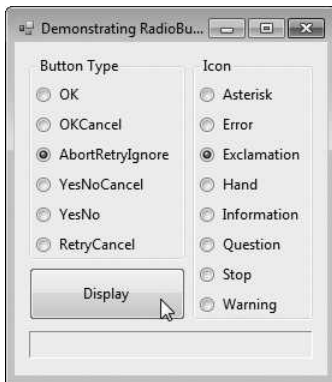 Demonstrating RadioBu...
Button Type
OK
OKCancel
AbortRetryIgnore
YesNoCancel
YesNo
RetryCancel
Display
Icon
Asterisk
Error
Exclamation
Hand
Information
Question
Stop
Warning